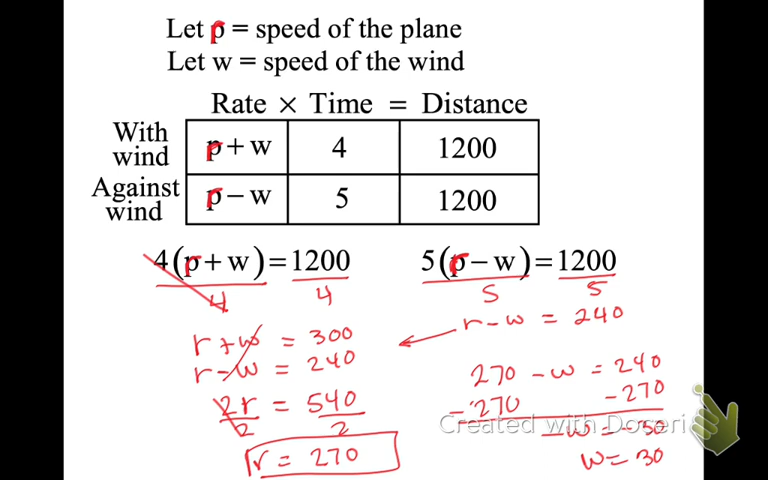 Let r = speed of the plane
Let w = speed of the wind
Rate × Time = Distance
With wind r + w 4 1200
Against wind r − w 5 1200
4(r + w) = 1200
4 4
5(r − w) = 1200
5 5
r − w = 240
r + w = 300
r − w = 240
2r = 540
2 2
r = 270
270 − w = 240
−270 −270
−w = −30
w = 30
Created with Doceri